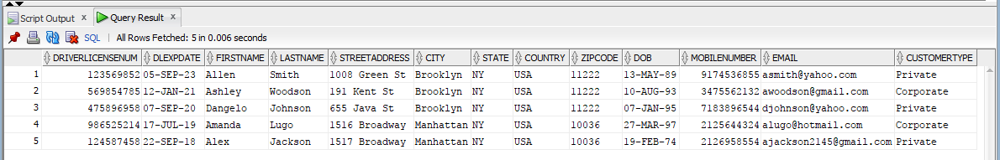 Script Output x Query Result x
SQL | All Rows Fetched: 5 in 0.006 seconds
DRIVERLICENSENUM DLEXPDATE FIRSTNAME LASTNAME STREETADDRESS CITY STATE COUNTRY ZIPCODE DOB MOBILENUMBER EMAIL CUSTOMERTYPE
1 123569852 05-SEP-23 Allen Smith 1008 Green St Brooklyn NY USA 11222 13-MAY-89 9174536855 asmith@yahoo.com Private
2 569854785 12-JAN-21 Ashley Woodson 191 Kent St Brooklyn NY USA 11222 10-AUG-93 3475562132 awoodson@gmail.com Corporate
3 475896958 07-SEP-20 Dangelo Johnson 655 Java St Brooklyn NY USA 11222 07-JAN-95 7183896544 djohnson@yahoo.com Private
4 986525214 17-JUL-19 Amanda Lugo 1516 Broadway Manhattan NY USA 10036 27-MAR-97 2125644324 alugo@hotmail.com Corporate
5 124587458 22-SEP-18 Alex Jackson 1517 Broadway Manhattan NY USA 10036 19-FEB-74 2126958554 ajackson2145@gmail.com Private